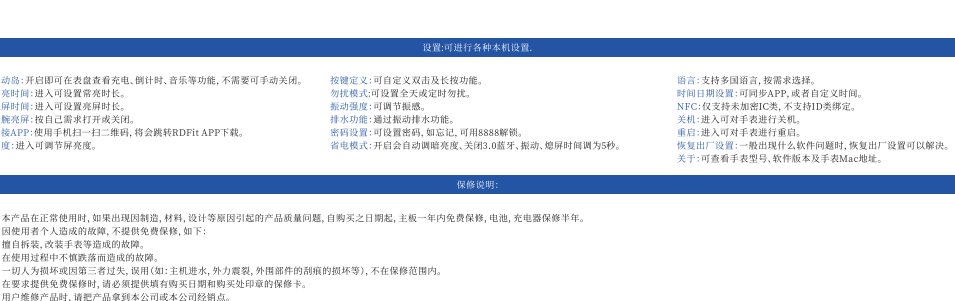 设置:可进行各种本机设置.
动岛:开启即可在表盘查看充电、倒计时、音乐等功能,不需要可手动关闭。
亮时间:进入可设置常亮时长。
屏时间:进入可设置亮屏时长。
腕亮屏:按自己需求打开或关闭。
接APP:使用手机扫一扫二维码,将会跳转RDFit APP下载。
度:进入可调节屏亮度。
按键定义:可自定义双击及长按功能。
勿扰模式;可设置全天或定时勿扰。
振动强度:可调节振感。
排水功能:通过振动排水功能。
密码设置:可设置密码,如忘记,可用8888解锁。
省电模式:开启会自动调暗亮度、关闭3.0蓝牙、振动、熄屏时间调为5秒。
语言:支持多国语言,按需求选择。
时间日期设置:可同步APP,或者自定义时间。
NFC:仅支持未加密IC类,不支持ID类绑定。
关机:进入可对手表进行关机。
重启:进入可对手表进行重启。
恢复出厂设置:一般出现什么软件问题时,恢复出厂设置可以解决。
关于:可查看手表型号、软件版本及手表Mac地址。
保修说明:
本产品在正常使用时,如果出现因制造,材料,设计等原因引起的产品质量问题,自购买之日期起,主板一年内免费保修,电池,充电器保修半年。
因使用者个人造成的故障,不提供免费保修,如下:
擅自拆装,改装手表等造成的故障。
在使用过程中不慎跌落而造成的故障。
一切人为损坏或因第三者过失,误用(如:主机进水,外力震裂,外围部件的刮痕的损坏等),不在保修范围内。
在要求提供免费保修时,请必须提供填有购买日期和购买处印章的保修卡。
用户维修产品时,请把产品拿到本公司或本公司经销点。